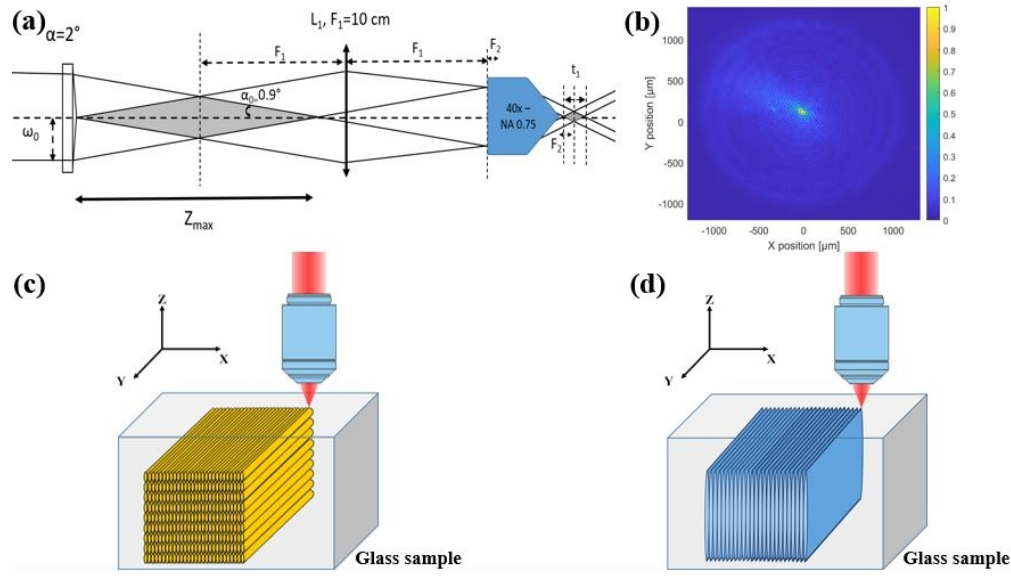 (a)
α=2°
L₁, F₁=10 cm
F₁
F₁
F₂
t₁
α₀=0.9°
ω₀
40x –
NA 0.75
F₂
Zmax
(b)
1200
500
0
-500
-1200
Y position [µm]
-1000
-500
0
500
1000
X position [µm]
1
0.9
0.8
0.7
0.6
0.5
0.4
0.3
0.2
0.1
0
(c)
Z
X
Y
Glass sample
(d)
Z
X
Y
Glass sample